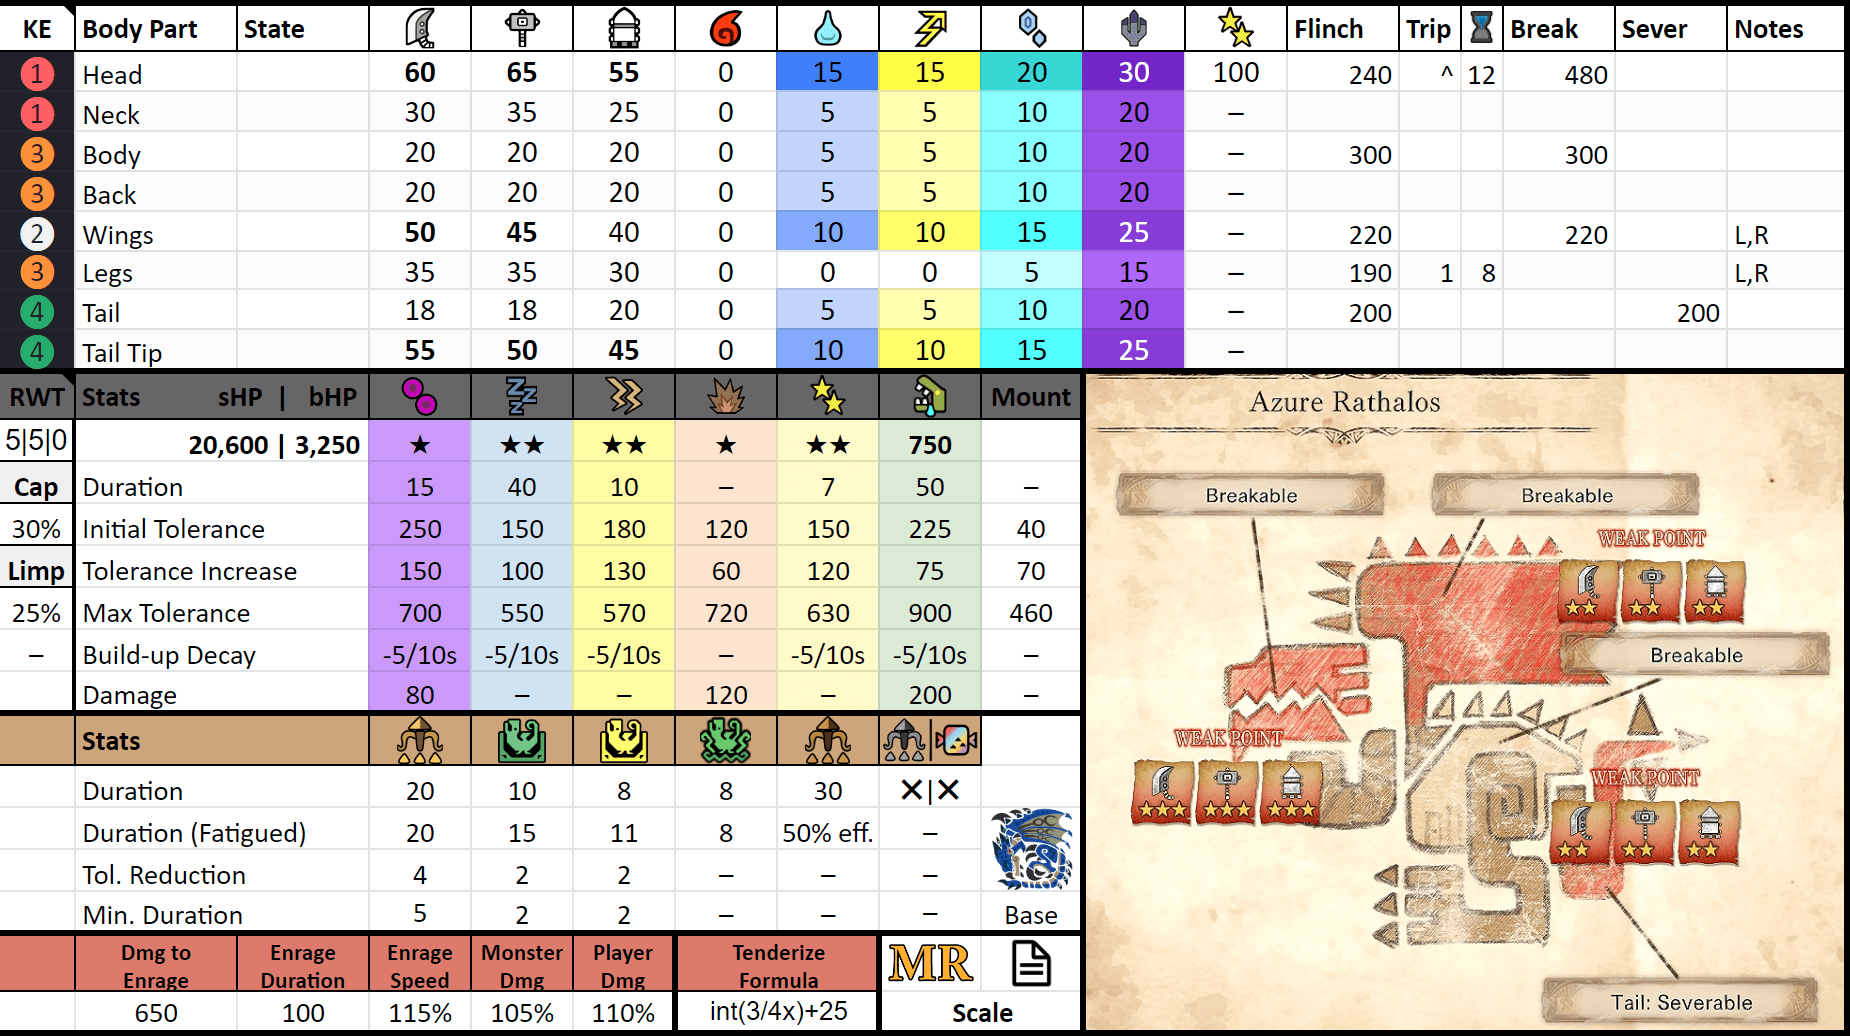 KE Body Part State Flinch Trip Break Sever Notes
1 Head 60 65 55 0 15 15 20 30 100 240 ^ 12 480
1 Neck 30 35 25 0 5 5 10 20 –
3 Body 20 20 20 0 5 5 10 20 – 300 300
3 Back 20 20 20 0 5 5 10 20 –
2 Wings 50 45 40 0 10 10 15 25 – 220 220 L,R
3 Legs 35 35 30 0 0 0 5 15 – 190 1 8 L,R
4 Tail 18 18 20 0 5 5 10 20 – 200 200
4 Tail Tip 55 50 45 0 10 10 15 25 –
RWT Stats sHP | bHP Mount
5|5|0 20,600 | 3,250 ★ ★★ ★★ ★ ★★ 750
Cap Duration 15 40 10 – 7 50 –
30% Initial Tolerance 250 150 180 120 150 225 40
Limp Tolerance Increase 150 100 130 60 120 75 70
25% Max Tolerance 700 550 570 720 630 900 460
– Build-up Decay -5/10s -5/10s -5/10s – -5/10s -5/10s –
Damage 80 – – 120 – 200 –
Stats
Duration 20 10 8 8 30 ✕|✕
Duration (Fatigued) 20 15 11 8 50% eff. –
Tol. Reduction 4 2 2 – – –
Min. Duration 5 2 2 – – – Base
Dmg to Enrage Enrage Duration Enrage Speed Monster Dmg Player Dmg Tenderize Formula MR
650 100 115% 105% 110% int(3/4x)+25 Scale
Azure Rathalos
Breakable Breakable
WEAK POINT
Breakable
WEAK POINT
WEAK POINT
Tail: Severable